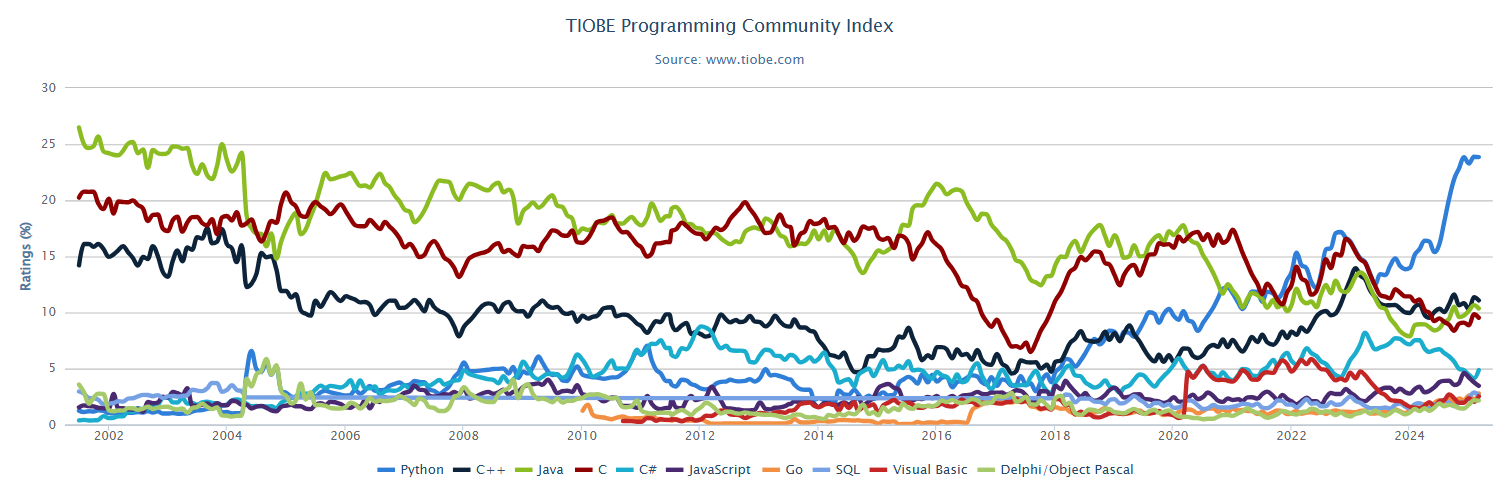 TIOBE Programming Community Index
Source: www.tiobe.com
Ratings (%)
30
25
20
15
10
5
0
2002 2004 2006 2008 2010 2012 2014 2016 2018 2020 2022 2024
Python C++ Java C C# JavaScript Go SQL Visual Basic Delphi/Object Pascal